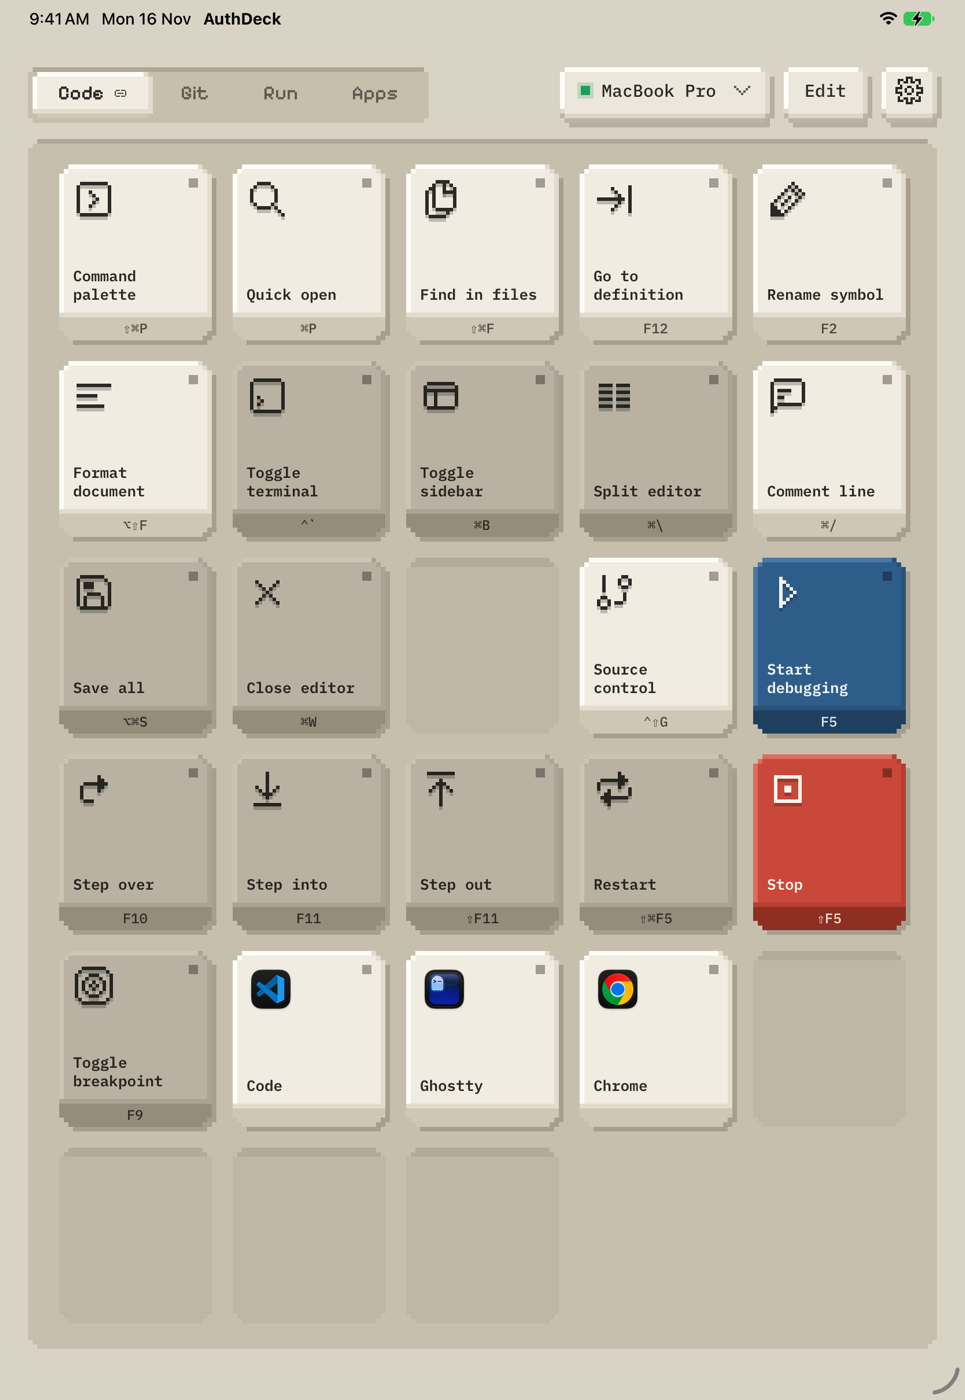 9:41 AM Mon 16 Nov AuthDeck
Code Git Run Apps MacBook Pro Edit
Command
palette
⇧⌘P
Quick open
⌘P
Find in files
⇧⌘F
Go to
definition
F12
Rename symbol
F2
Format
document
⌥⇧F
Toggle
terminal
^`
Toggle
sidebar
⌘B
Split editor
⌘\
Comment line
⌘/
Save all
⌥⌘S
Close editor
⌘W
Source
control
^⇧G
Start
debugging
F5
Step over
F10
Step into
F11
Step out
⇧F11
Restart
⇧⌘F5
Stop
⇧F5
Toggle
breakpoint
F9
Code
Ghostty
Chrome